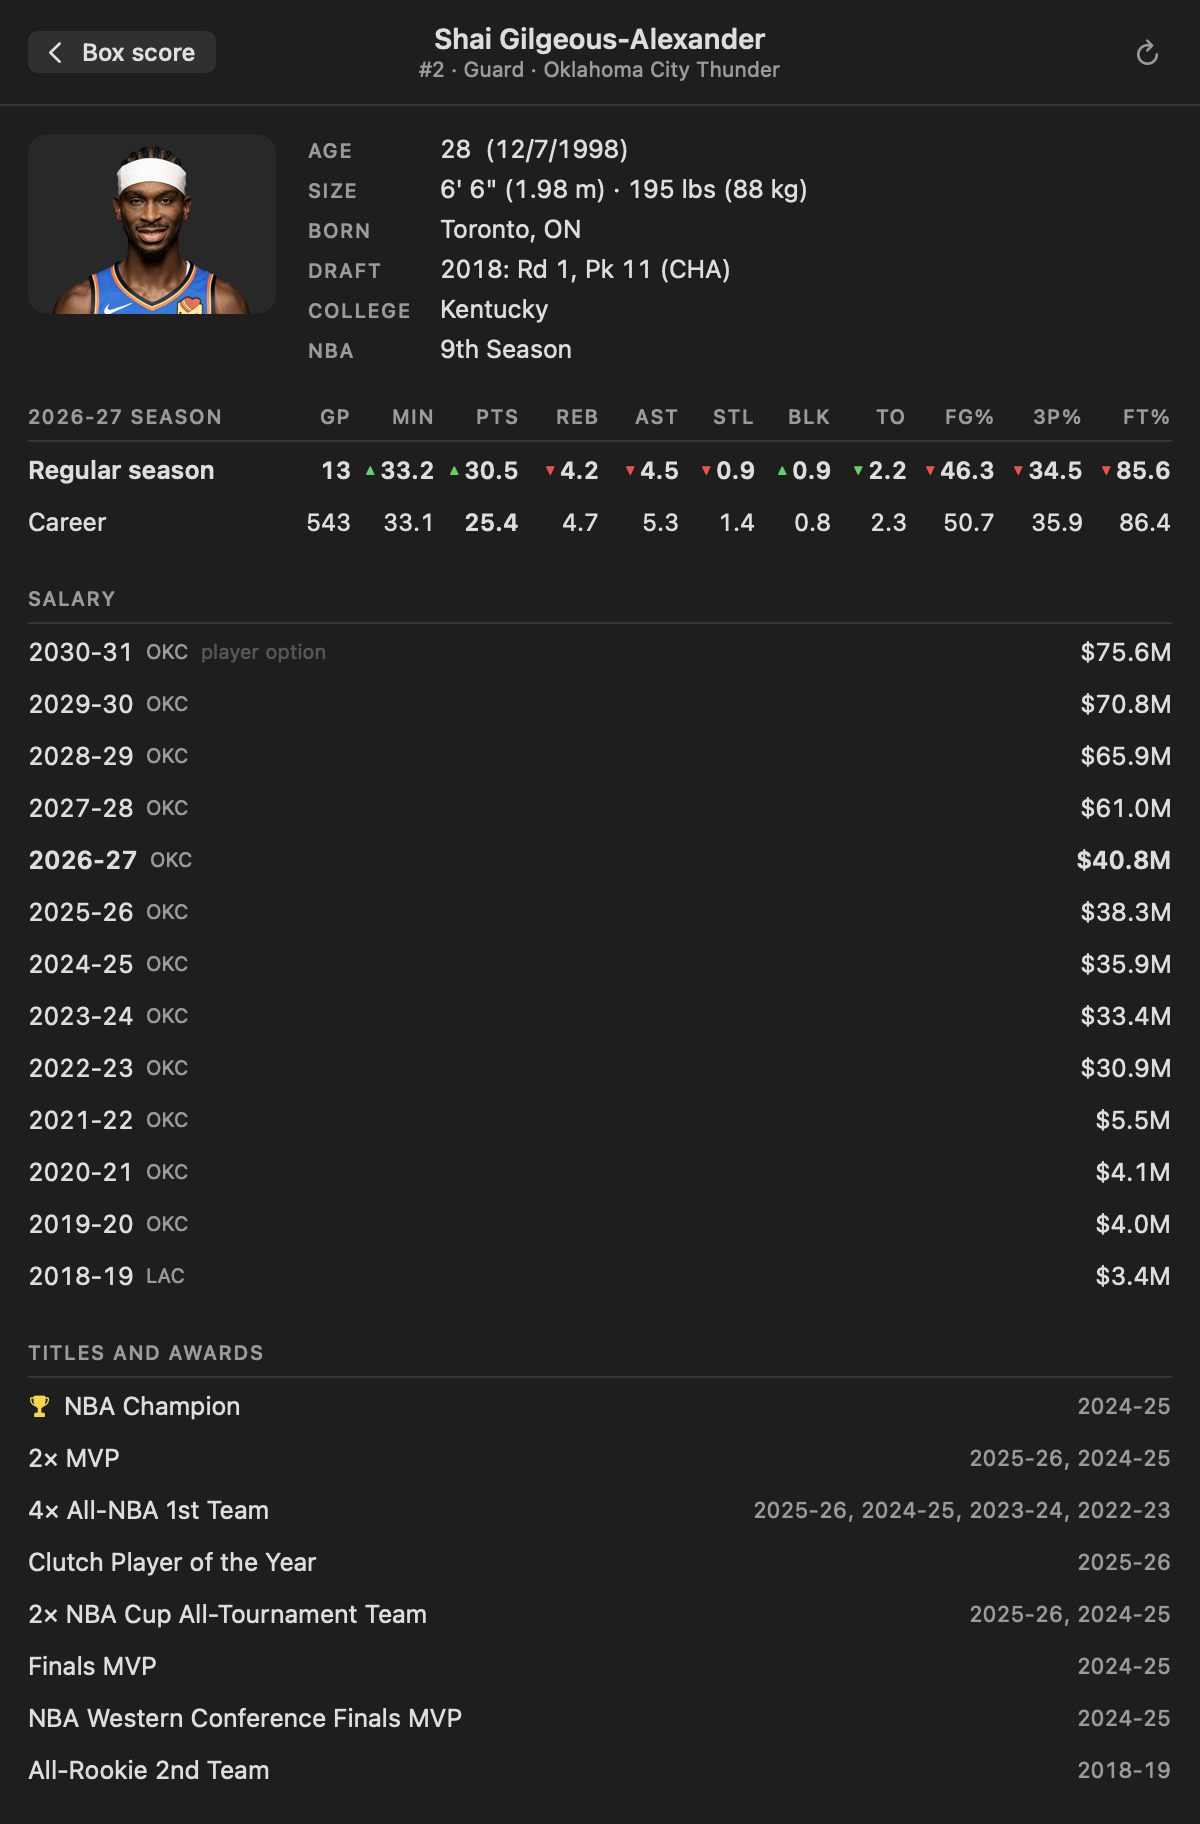 Box score
Shai Gilgeous-Alexander
#2 · Guard · Oklahoma City Thunder
AGE 28 (12/7/1998)
SIZE 6' 6" (1.98 m) · 195 lbs (88 kg)
BORN Toronto, ON
DRAFT 2018: Rd 1, Pk 11 (CHA)
COLLEGE Kentucky
NBA 9th Season
2026-27 SEASON GP MIN PTS REB AST STL BLK TO FG% 3P% FT%
Regular season 13 ▲33.2 ▲30.5 ▼4.2 ▼4.5 ▼0.9 ▲0.9 ▼2.2 ▼46.3 ▼34.5 ▼85.6
Career 543 33.1 25.4 4.7 5.3 1.4 0.8 2.3 50.7 35.9 86.4
SALARY
2030-31 OKC player option $75.6M
2029-30 OKC $70.8M
2028-29 OKC $65.9M
2027-28 OKC $61.0M
2026-27 OKC $40.8M
2025-26 OKC $38.3M
2024-25 OKC $35.9M
2023-24 OKC $33.4M
2022-23 OKC $30.9M
2021-22 OKC $5.5M
2020-21 OKC $4.1M
2019-20 OKC $4.0M
2018-19 LAC $3.4M
TITLES AND AWARDS
🏆 NBA Champion 2024-25
2× MVP 2025-26, 2024-25
4× All-NBA 1st Team 2025-26, 2024-25, 2023-24, 2022-23
Clutch Player of the Year 2025-26
2× NBA Cup All-Tournament Team 2025-26, 2024-25
Finals MVP 2024-25
NBA Western Conference Finals MVP 2024-25
All-Rookie 2nd Team 2018-19